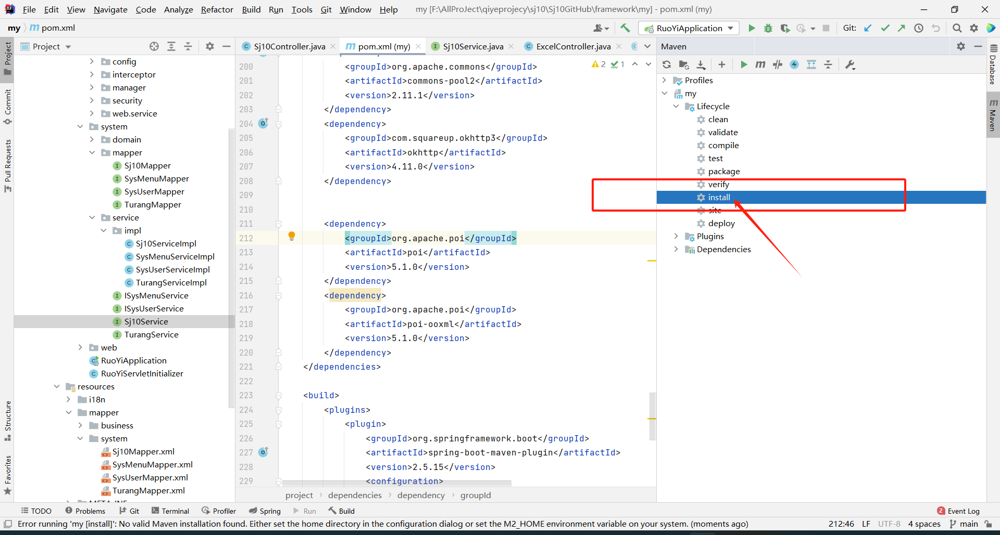 File Edit View Navigate Code Analyze Refactor Build Run Tools Git Window Help my [F:\AllProJect\qiyeprojecy\sj10\Sj10GitHub\framework\my] - pom.xml (my)
my pom.xml RuoYiApplication Git:
Project
Sj10Controller.java pom.xml (my) Sj10Service.java ExcelController.java
Maven
Project
Commit
Pull Requests
Structure
Favorites
config
interceptor
manager
security
web.service
system
domain
mapper
Sj10Mapper
SysMenuMapper
SysUserMapper
TurangMapper
service
impl
Sj10ServiceImpl
SysMenuServiceImpl
SysUserServiceImpl
TurangServiceImpl
ISysMenuService
ISysUserService
Sj10Service
TurangService
web
RuoYiApplication
RuoYiServletInitializer
resources
i18n
mapper
business
system
Sj10Mapper.xml
SysMenuMapper.xml
SysUserMapper.xml
TurangMapper.xml
META-INF
2 1
200 <groupId>org.apache.commons</groupId>
201 <artifactId>commons-pool2</artifactId>
202 <version>2.11.1</version>
203 </dependency>
204 <dependency>
205 <groupId>com.squareup.okhttp3</groupId>
206 <artifactId>okhttp</artifactId>
207 <version>4.11.0</version>
208 </dependency>
209
210
211 <dependency>
212 <groupId>org.apache.poi</groupId>
213 <artifactId>poi</artifactId>
214 <version>5.1.0</version>
215 </dependency>
216 <dependency>
217 <groupId>org.apache.poi</groupId>
218 <artifactId>poi-ooxml</artifactId>
219 <version>5.1.0</version>
220 </dependency>
221 </dependencies>
222
223 <build>
224 <plugins>
225 <plugin>
226 <groupId>org.springframework.boot</groupId>
227 <artifactId>spring-boot-maven-plugin</artifactId>
228 <version>2.5.15</version>
229 <configuration>
project dependencies dependency groupId
Profiles
my
Lifecycle
clean
validate
compile
test
package
verify
install
site
deploy
Plugins
Dependencies
Database
Maven
TODO Problems Git Terminal Profiler Spring Run Build 2 Event Log
Error running 'my [install]': No valid Maven installation found. Either set the home directory in the configuration dialog or set the M2_HOME environment variable on your system. (moments ago) 212:46 LF UTF-8 4 spaces main